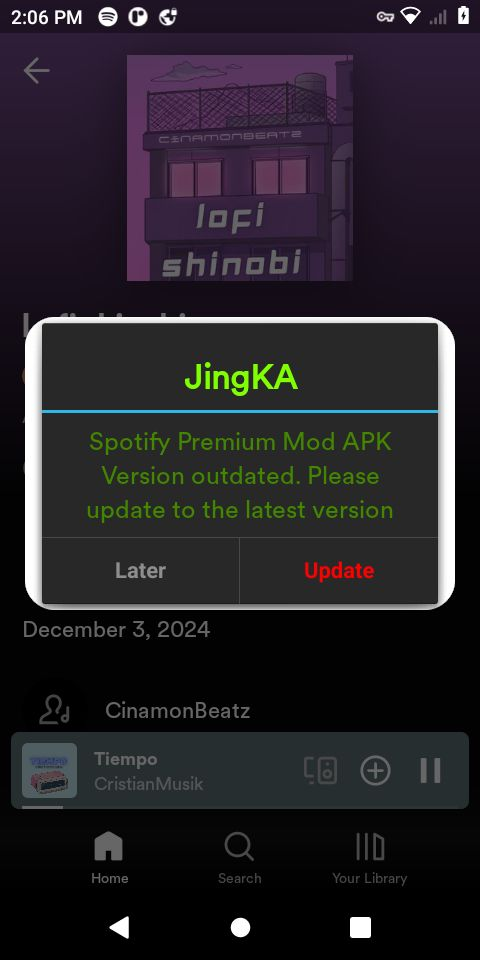 2:06 PM
CINAMONBEATZ
lofi
shinobi
JingKA
Spotify Premium Mod APK
Version outdated. Please
update to the latest version
Later
Update
December 3, 2024
CinamonBeatz
TIEMPO
Tiempo
CristianMusik
Home
Search
Your Library